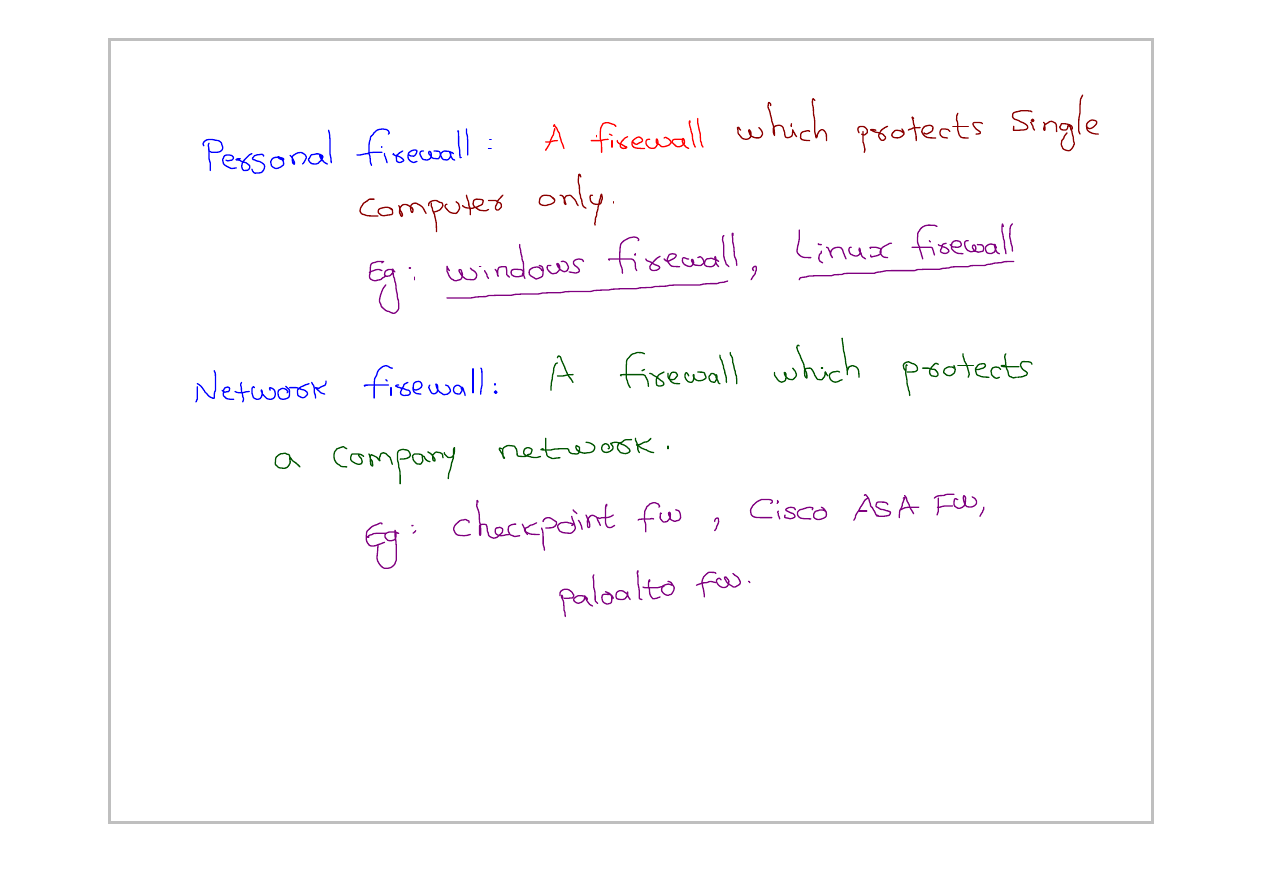 Personal firewall: A firewall which protects Single
Computer only.
Eg: windows firewall, Linux firewall
Network firewall: A firewall which protects
a company network.
Eg: Checkpoint fw, Cisco ASA FW,
paloalto fw.